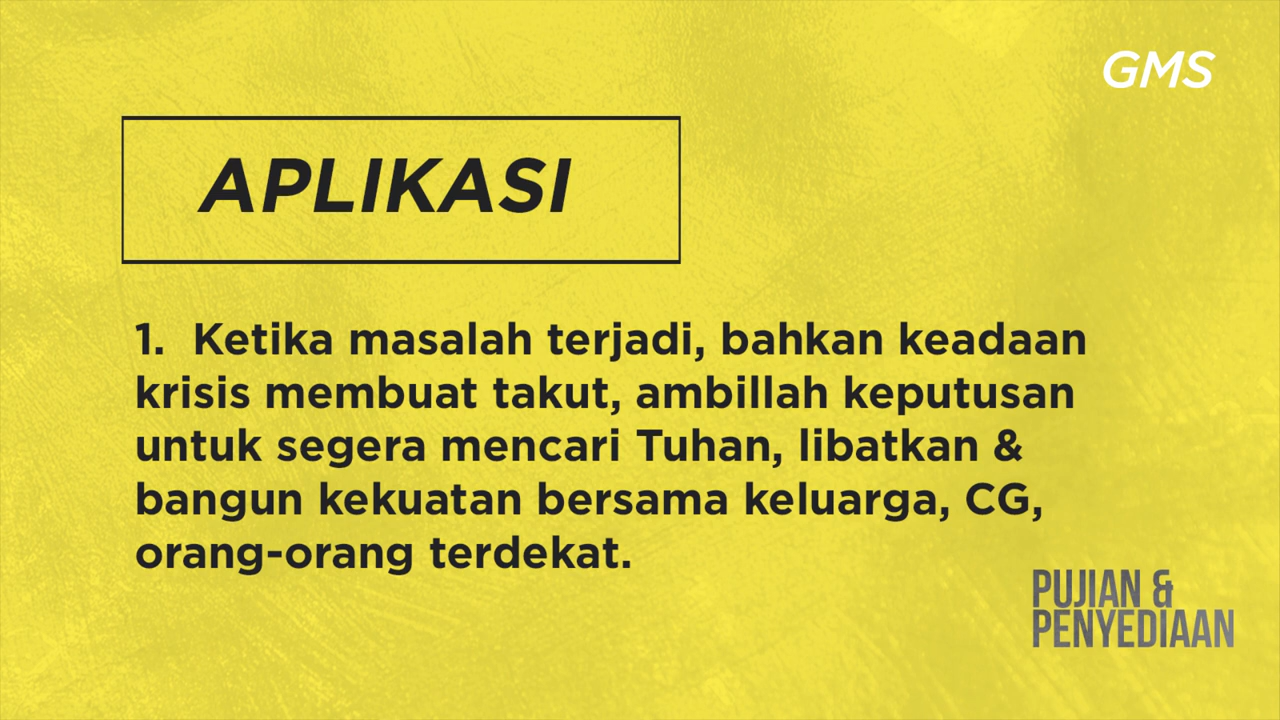 GMS
APLIKASI
1. Ketika masalah terjadi, bahkan keadaan
krisis membuat takut, ambillah keputusan
untuk segera mencari Tuhan, libatkan &
bangun kekuatan bersama keluarga, CG,
orang-orang terdekat.
PUJIAN &
PENYEDIAAN